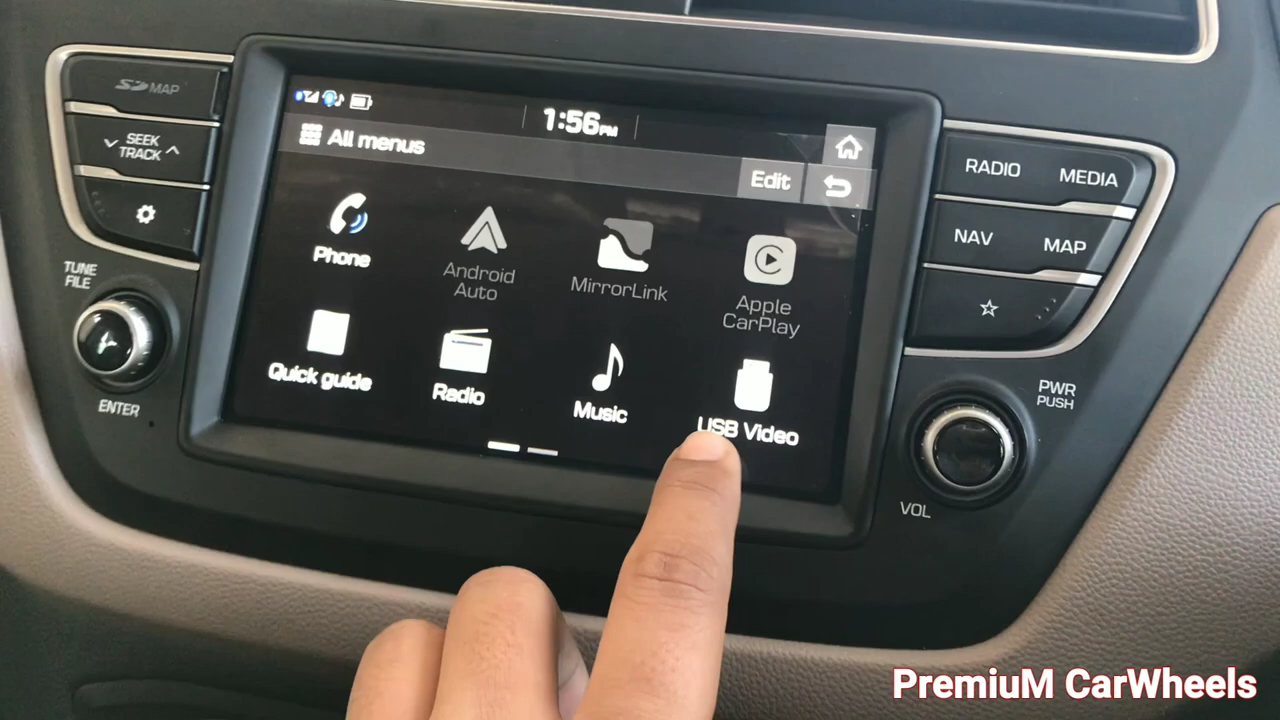 SD MAP
SEEK
TRACK
TUNE
FILE
ENTER
1:56PM
All menus
Edit
Phone
Android
Auto
MirrorLink
Apple
CarPlay
Quick guide
Radio
Music
USB Video
RADIO
MEDIA
NAV
MAP
PWR
PUSH
VOL
PremiuM CarWheels